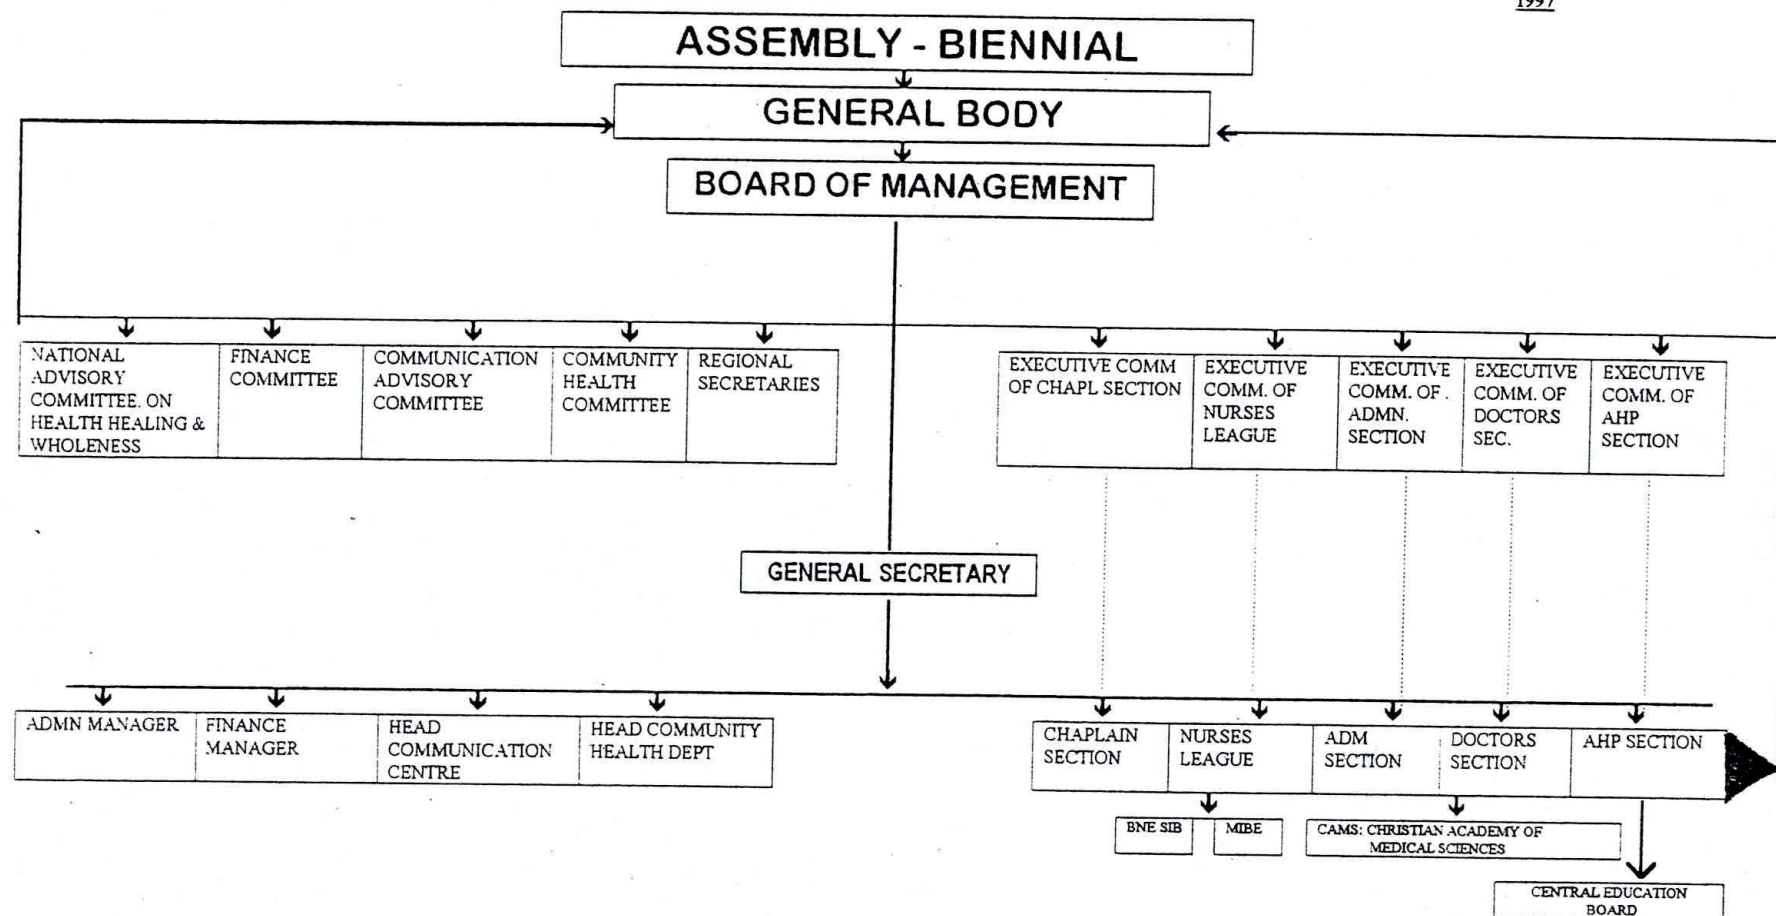 1997
ASSEMBLY - BIENNIAL
GENERAL BODY
BOARD OF MANAGEMENT
NATIONAL
ADVISORY
COMMITTEE. ON
HEALTH HEALING &
WHOLENESS
FINANCE
COMMITTEE
COMMUNICATION
ADVISORY
COMMITTEE
COMMUNITY
HEALTH
COMMITTEE
REGIONAL
SECRETARIES
EXECUTIVE COMM
OF CHAPL SECTION
EXECUTIVE
COMM. OF
NURSES
LEAGUE
EXECUTIVE
COMM. OF .
ADMN.
SECTION
EXECUTIVE
COMM. OF
DOCTORS
SEC.
EXECUTIVE
COMM. OF
AHP
SECTION
GENERAL SECRETARY
ADMN MANAGER
FINANCE
MANAGER
HEAD
COMMUNICATION
CENTRE
HEAD COMMUNITY
HEALTH DEPT
CHAPLAIN
SECTION
NURSES
LEAGUE
ADM
SECTION
DOCTORS
SECTION
AHP SECTION
BNE SIB
MIBE
CAMS: CHRISTIAN ACADEMY OF
MEDICAL SCIENCES
CENTRAL EDUCATION
BOARD